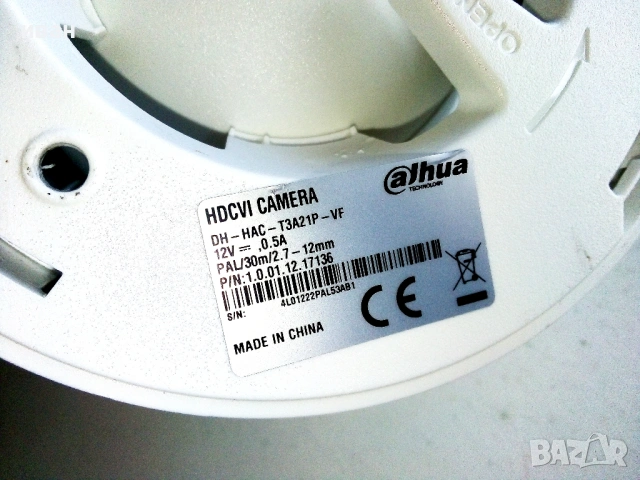 OPEN
alhua
TECHNOLOGY
HDCVI CAMERA
DH-HAC-T3A21P-VF
12V ⎓ ,0.5A
PAL/30m/2.7-12mm
P/N:1.0.01.12.17136
S/N: 4L01222PAL53AB1
CE
MADE IN CHINA
BAZAR